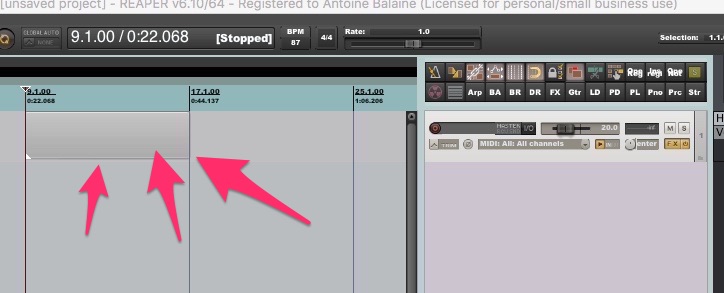 [unsaved project] - REAPER v6.10/64 - Registered to Antoine Balaine (Licensed for personal/small business use)
GLOBAL AUTO
NONE
9.1.00 / 0:22.068 [Stopped]
BPM
87
4/4
Rate: 1.0
Selection: 1.1.
9.1.00
0:22.068
17.1.00
0:44.137
25.1.00
1:06.206
S
Arp BA BR DR FX Gtr LD PD PL Pno Prc Str
I/O
20.0
M S
1
TRIM
MIDI: All: All channels
IN
enter
FX
H
V